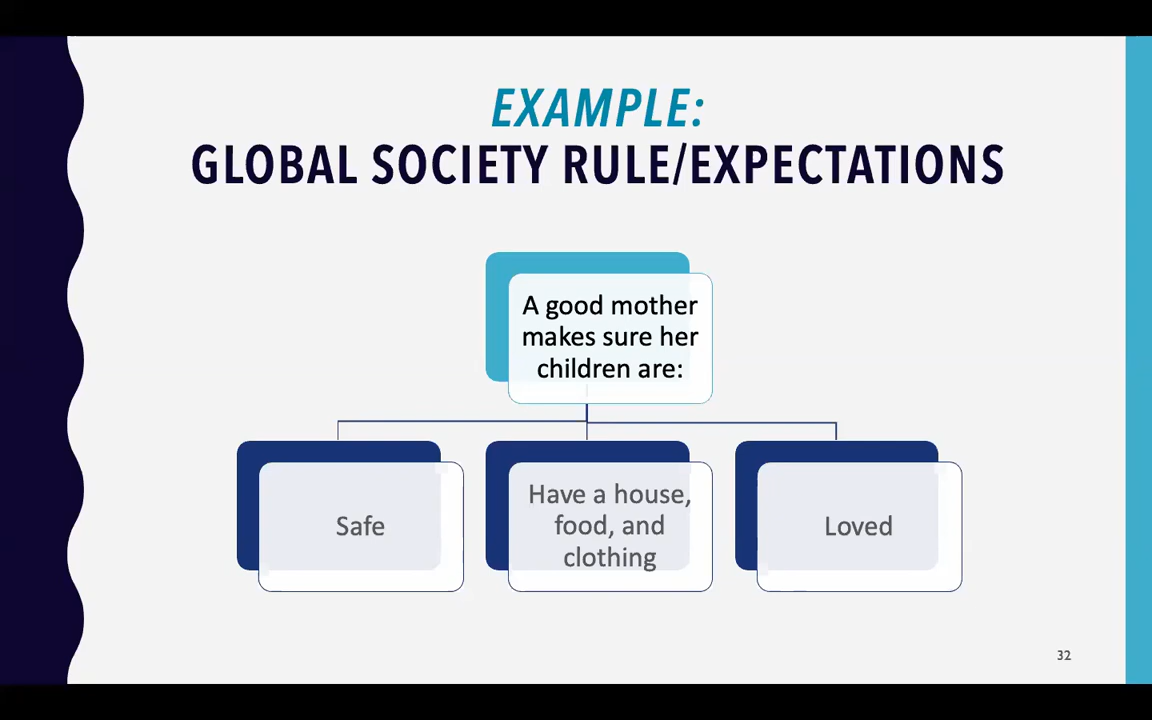 EXAMPLE:
GLOBAL SOCIETY RULE/EXPECTATIONS
A good mother
makes sure her
children are:
Safe
Have a house,
food, and
clothing
Loved
32